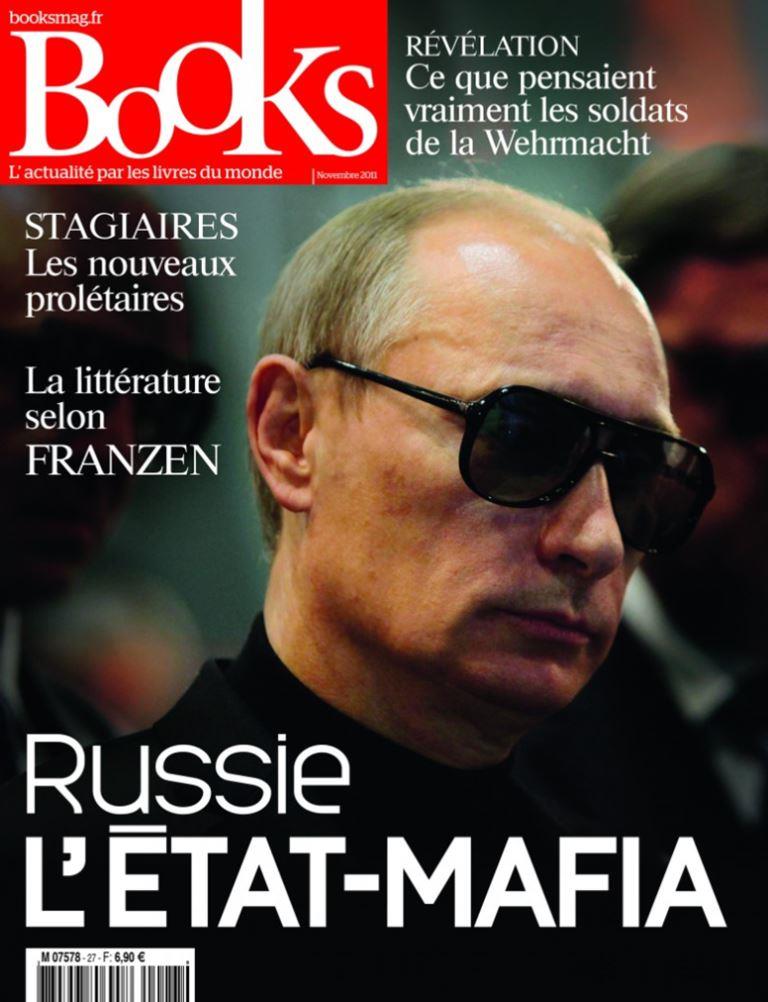 booksmag.fr
Books
L'actualité par les livres du monde
Novembre 2011
RÉVÉLATION
Ce que pensaient
vraiment les soldats
de la Wehrmacht
STAGIAIRES
Les nouveaux
prolétaires
La littérature
selon
FRANZEN
Russie
L'ÉTAT-MAFIA
M 07578 - 27 - F: 6,90 €